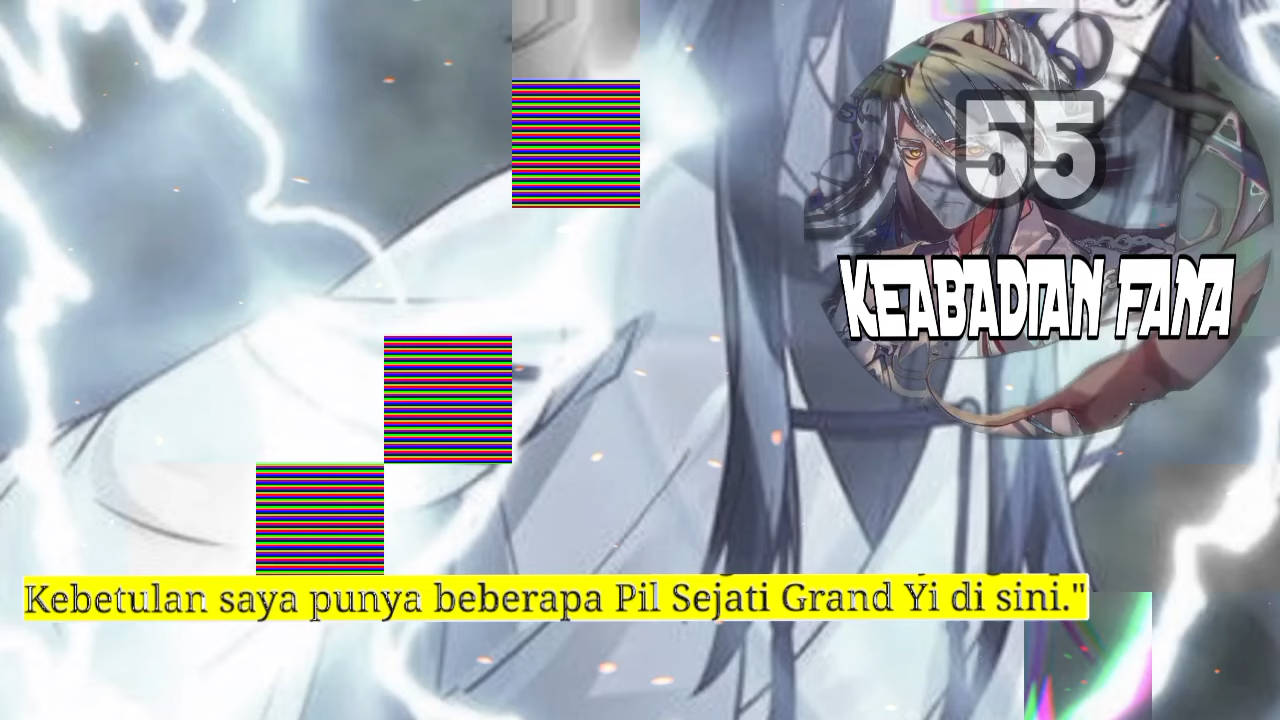 55
KEABADIAN FANA
Kebetulan saya punya beberapa Pil Sejati Grand Yi di sini."